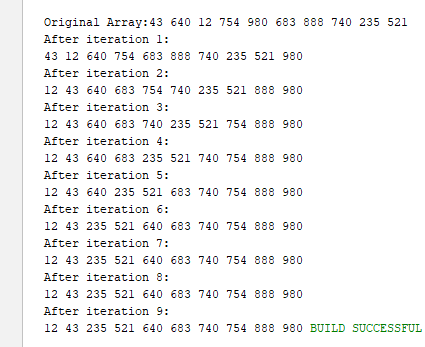 Original Array:43 640 12 754 980 683 888 740 235 521
After iteration 1:
43 12 640 754 683 888 740 235 521 980
After iteration 2:
12 43 640 683 754 740 235 521 888 980
After iteration 3:
12 43 640 683 740 235 521 754 888 980
After iteration 4:
12 43 640 683 235 521 740 754 888 980
After iteration 5:
12 43 640 235 521 683 740 754 888 980
After iteration 6:
12 43 235 521 640 683 740 754 888 980
After iteration 7:
12 43 235 521 640 683 740 754 888 980
After iteration 8:
12 43 235 521 640 683 740 754 888 980
After iteration 9:
12 43 235 521 640 683 740 754 888 980 BUILD SUCCESSFUL